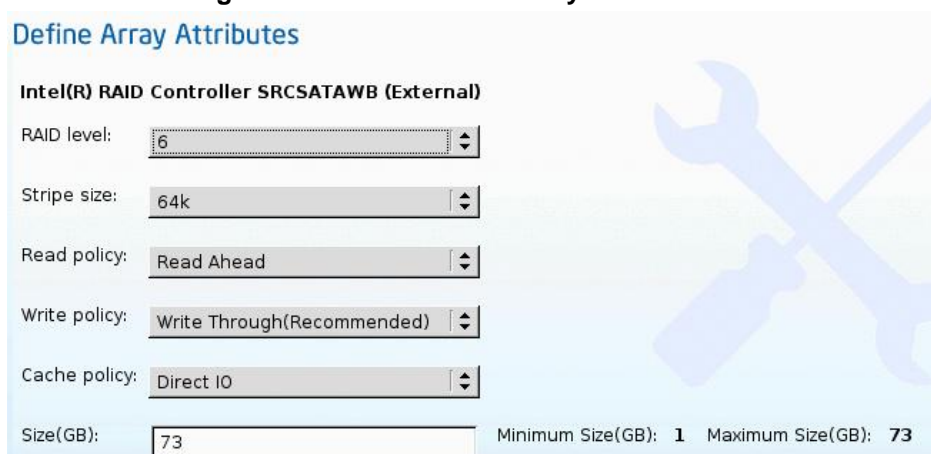 Define Array Attributes
Intel(R) RAID Controller SRCSATAWB (External)
RAID level: 6
Stripe size: 64k
Read policy: Read Ahead
Write policy: Write Through(Recommended)
Cache policy: Direct IO
Size(GB): 73 Minimum Size(GB): 1 Maximum Size(GB): 73